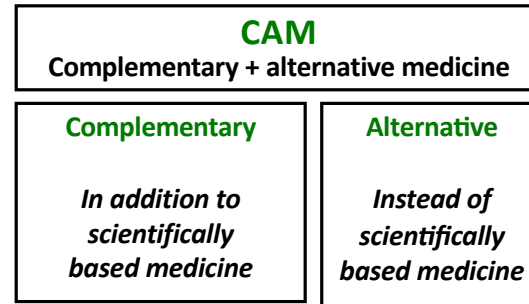 CAM
Complementary + alternative medicine
Complementary
In addition to
scientifically
based medicine
Alternative
Instead of
scientifically
based medicine